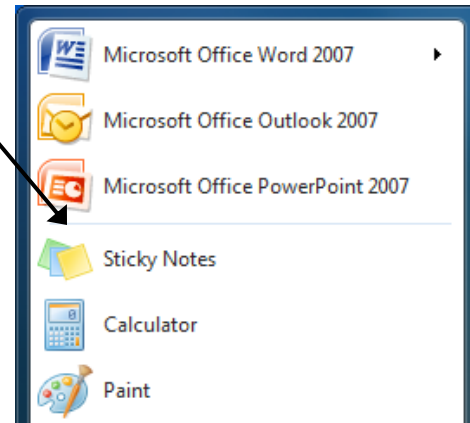 Microsoft Office Word 2007
Microsoft Office Outlook 2007
Microsoft Office PowerPoint 2007
Sticky Notes
Calculator
Paint